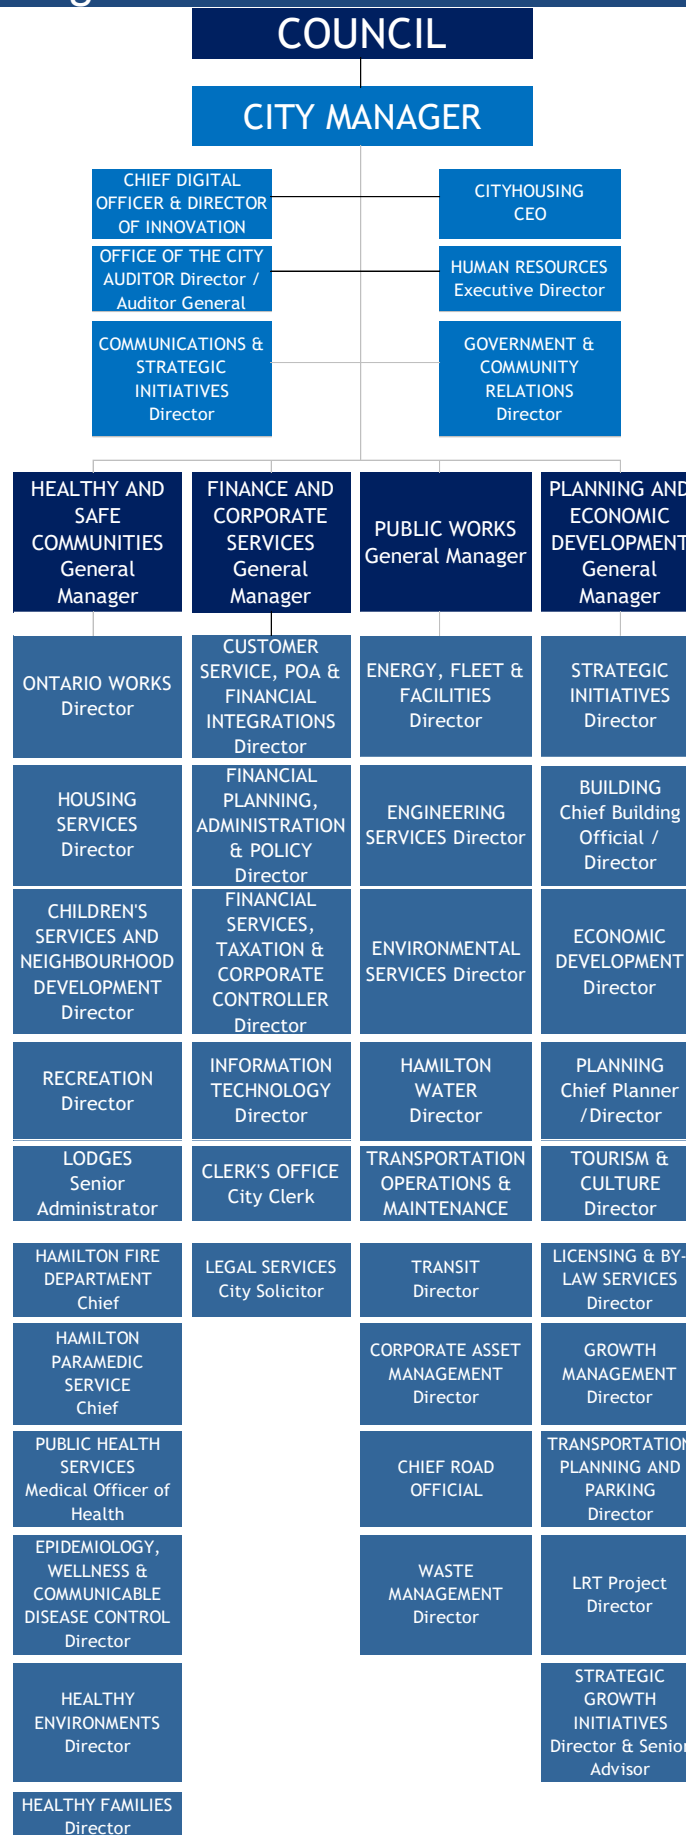 COUNCIL
CITY MANAGER
CHIEF DIGITAL
OFFICER & DIRECTOR
OF INNOVATION
CITYHOUSING
CEO
OFFICE OF THE CITY
AUDITOR Director /
Auditor General
HUMAN RESOURCES
Executive Director
COMMUNICATIONS &
STRATEGIC
INITIATIVES
Director
GOVERNMENT &
COMMUNITY
RELATIONS
Director
HEALTHY AND
SAFE
COMMUNITIES
General
Manager
ONTARIO WORKS
Director
HOUSING
SERVICES
Director
CHILDREN'S
SERVICES AND
NEIGHBOURHOOD
DEVELOPMENT
Director
RECREATION
Director
LODGES
Senior
Administrator
HAMILTON FIRE
DEPARTMENT
Chief
HAMILTON
PARAMEDIC
SERVICE
Chief
PUBLIC HEALTH
SERVICES
Medical Officer of
Health
EPIDEMIOLOGY,
WELLNESS &
COMMUNICABLE
DISEASE CONTROL
Director
HEALTHY
ENVIRONMENTS
Director
HEALTHY FAMILIES
Director
FINANCE AND
CORPORATE
SERVICES
General
Manager
CUSTOMER
SERVICE, POA &
FINANCIAL
INTEGRATIONS
Director
FINANCIAL
PLANNING,
ADMINISTRATION
& POLICY
Director
FINANCIAL
SERVICES,
TAXATION &
CORPORATE
CONTROLLER
Director
INFORMATION
TECHNOLOGY
Director
CLERK'S OFFICE
City Clerk
LEGAL SERVICES
City Solicitor
PUBLIC WORKS
General Manager
ENERGY, FLEET &
FACILITIES
Director
ENGINEERING
SERVICES Director
ENVIRONMENTAL
SERVICES Director
HAMILTON
WATER
Director
TRANSPORTATION
OPERATIONS &
MAINTENANCE
TRANSIT
Director
CORPORATE ASSET
MANAGEMENT
Director
CHIEF ROAD
OFFICIAL
WASTE
MANAGEMENT
Director
PLANNING AND
ECONOMIC
DEVELOPMENT
General
Manager
STRATEGIC
INITIATIVES
Director
BUILDING
Chief Building
Official /
Director
ECONOMIC
DEVELOPMENT
Director
PLANNING
Chief Planner
/Director
TOURISM &
CULTURE
Director
LICENSING & BY-
LAW SERVICES
Director
GROWTH
MANAGEMENT
Director
TRANSPORTATION
PLANNING AND
PARKING
Director
LRT Project
Director
STRATEGIC
GROWTH
INITIATIVES
Director & Senior
Advisor